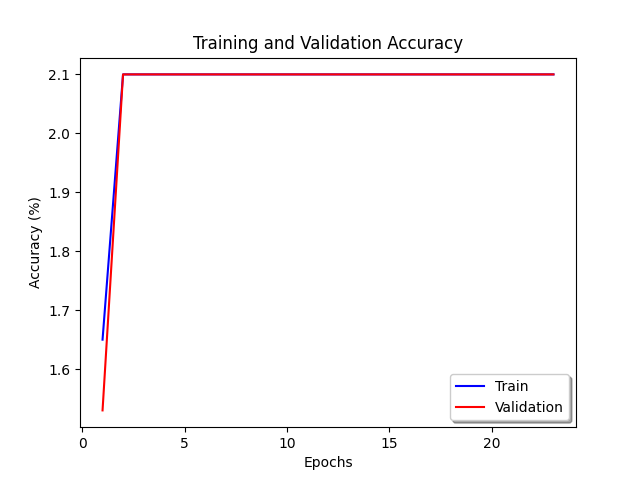 Training and Validation Accuracy
Accuracy (%)
2.1
2.0
1.9
1.8
1.7
1.6
0
5
10
15
20
Epochs
Train
Validation